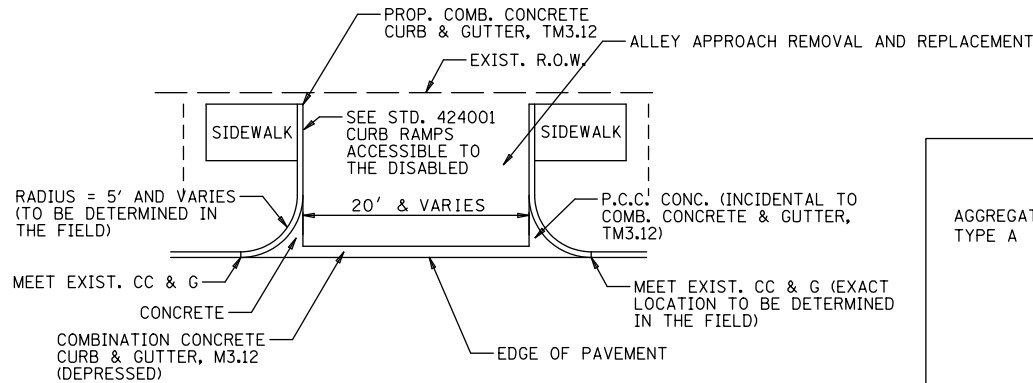 PROP. COMB. CONCRETE
CURB & GUTTER, TM3.12
ALLEY APPROACH REMOVAL AND REPLACEMENT
EXIST. R.O.W.
SIDEWALK
SEE STD. 424001
CURB RAMPS
ACCESSIBLE TO
THE DISABLED
SIDEWALK
RADIUS = 5' AND VARIES
(TO BE DETERMINED IN
THE FIELD)
20' & VARIES
P.C.C. CONC. (INCIDENTAL TO
COMB. CONCRETE & GUTTER,
TM3.12)
AGGREGAT
TYPE A
MEET EXIST. CC & G
CONCRETE
COMBINATION CONCRETE
CURB & GUTTER, M3.12
(DEPRESSED)
MEET EXIST. CC & G (EXACT
LOCATION TO BE DETERMINED
IN THE FIELD)
EDGE OF PAVEMENT